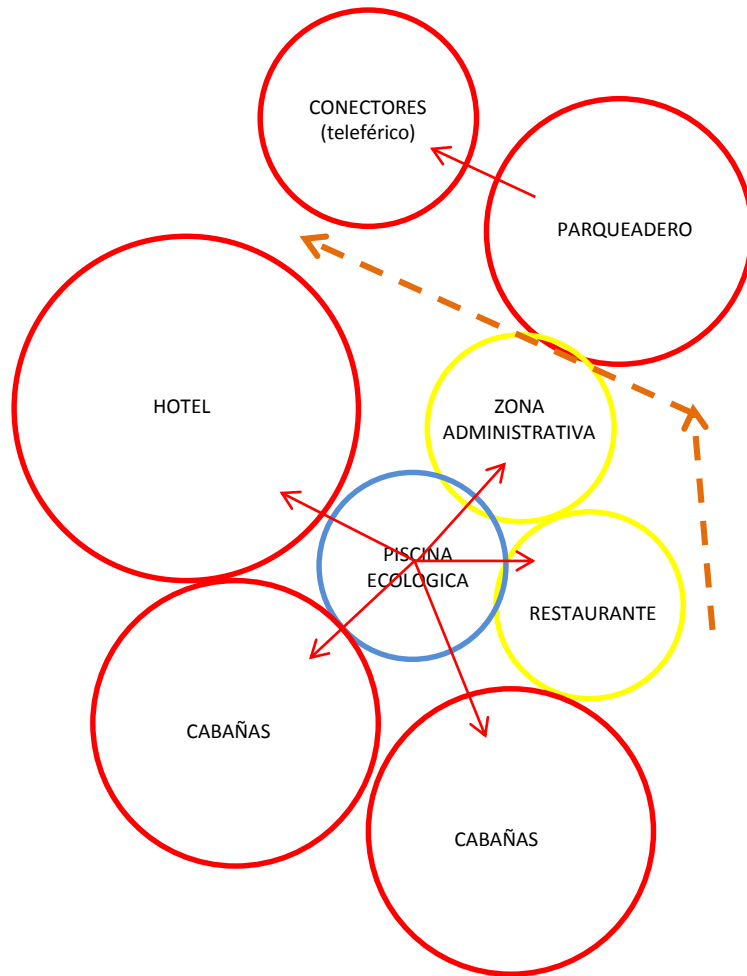 CONECTORES
(teleférico)
PARQUEADERO
HOTEL
ZONA
ADMINISTRATIVA
PISCINA
ECOLOGICA
RESTAURANTE
CABAÑAS
CABAÑAS